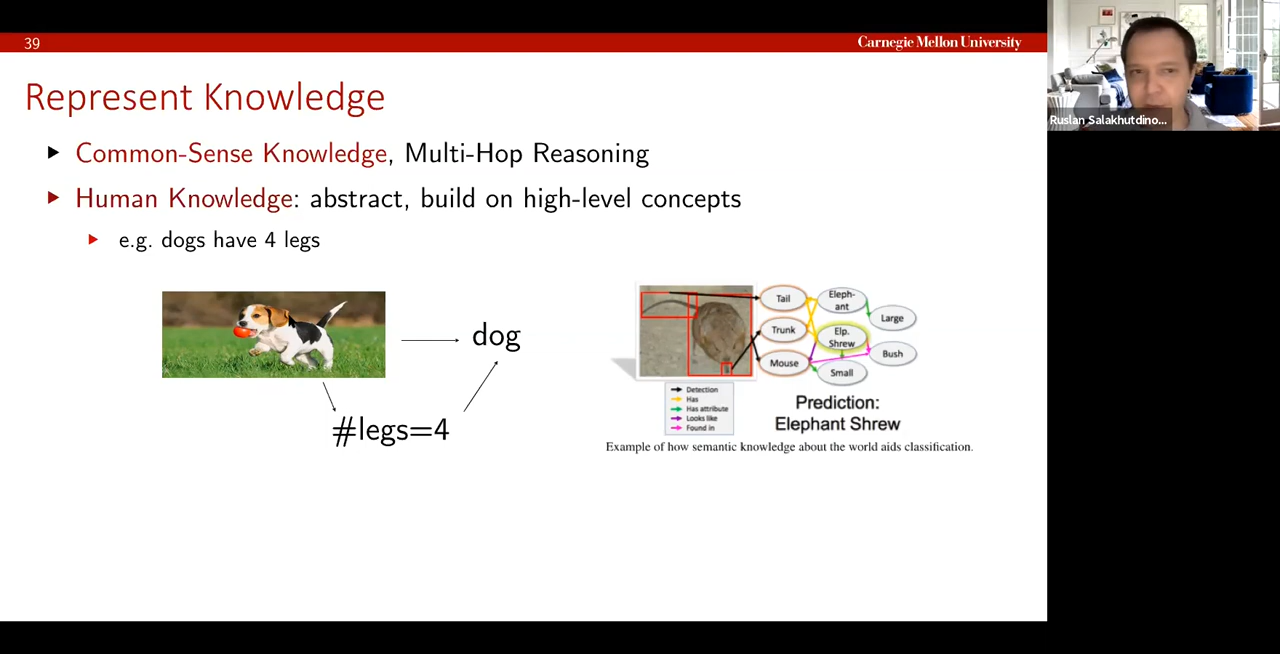 39
Carnegie Mellon University
Ruslan Salakhutdino...
Represent Knowledge
Common-Sense Knowledge, Multi-Hop Reasoning
Human Knowledge: abstract, build on high-level concepts
e.g. dogs have 4 legs
dog
#legs=4
Tail
Trunk
Mouse
Eleph-
ant
Elp.
Shrew
Small
Large
Bush
Detection
Has
Has attribute
Looks like
Found in
Prediction:
Elephant Shrew
Example of how semantic knowledge about the world aids classification.